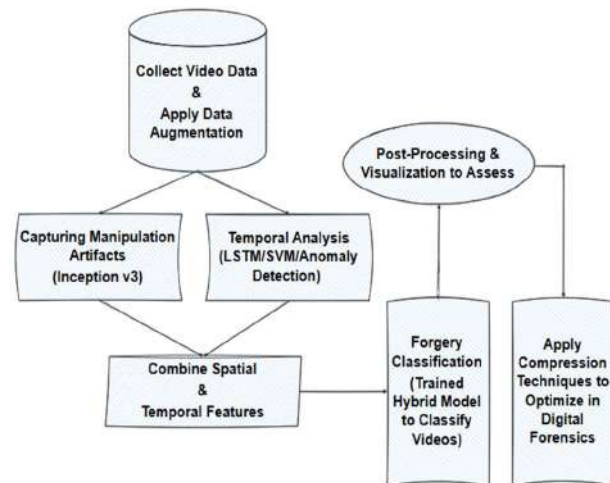 Collect Video Data
&
Apply Data
Augmentation
Post-Processing &
Visualization to Assess
Capturing Manipulation
Artifacts
(Inception v3)
Temporal Analysis
(LSTM/SVM/Anomaly
Detection)
Combine Spatial
&
Temporal Features
Forgery
Classification
(Trained
Hybrid Model
to Classify
Videos)
Apply
Compression
Techniques to
Optimize in
Digital
Forensics